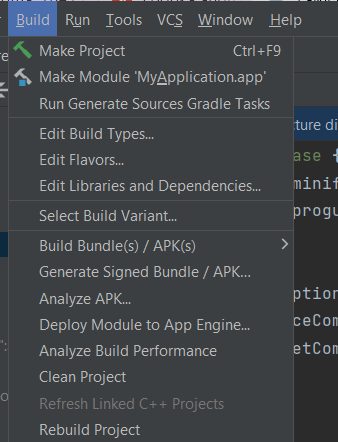 Build Run Tools VCS Window Help
Make Project Ctrl+F9
Make Module 'MyApplication.app'
Run Generate Sources Gradle Tasks
Edit Build Types...
Edit Flavors...
Edit Libraries and Dependencies...
Select Build Variant...
Build Bundle(s) / APK(s)
Generate Signed Bundle / APK...
Analyze APK...
Deploy Module to App Engine...
Analyze Build Performance
Clean Project
Refresh Linked C++ Projects
Rebuild Project
cture di
ase {
minif
progu
ption
ceCom
etCom